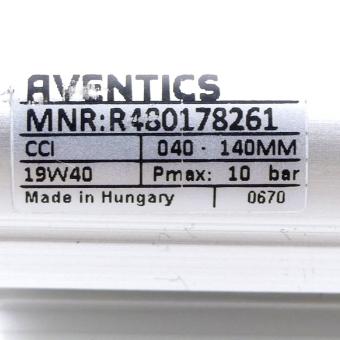 AVENTICS
MNR:R480178261
CCI 040 - 140MM
19W40 Pmax: 10 bar
Made in Hungary 0670